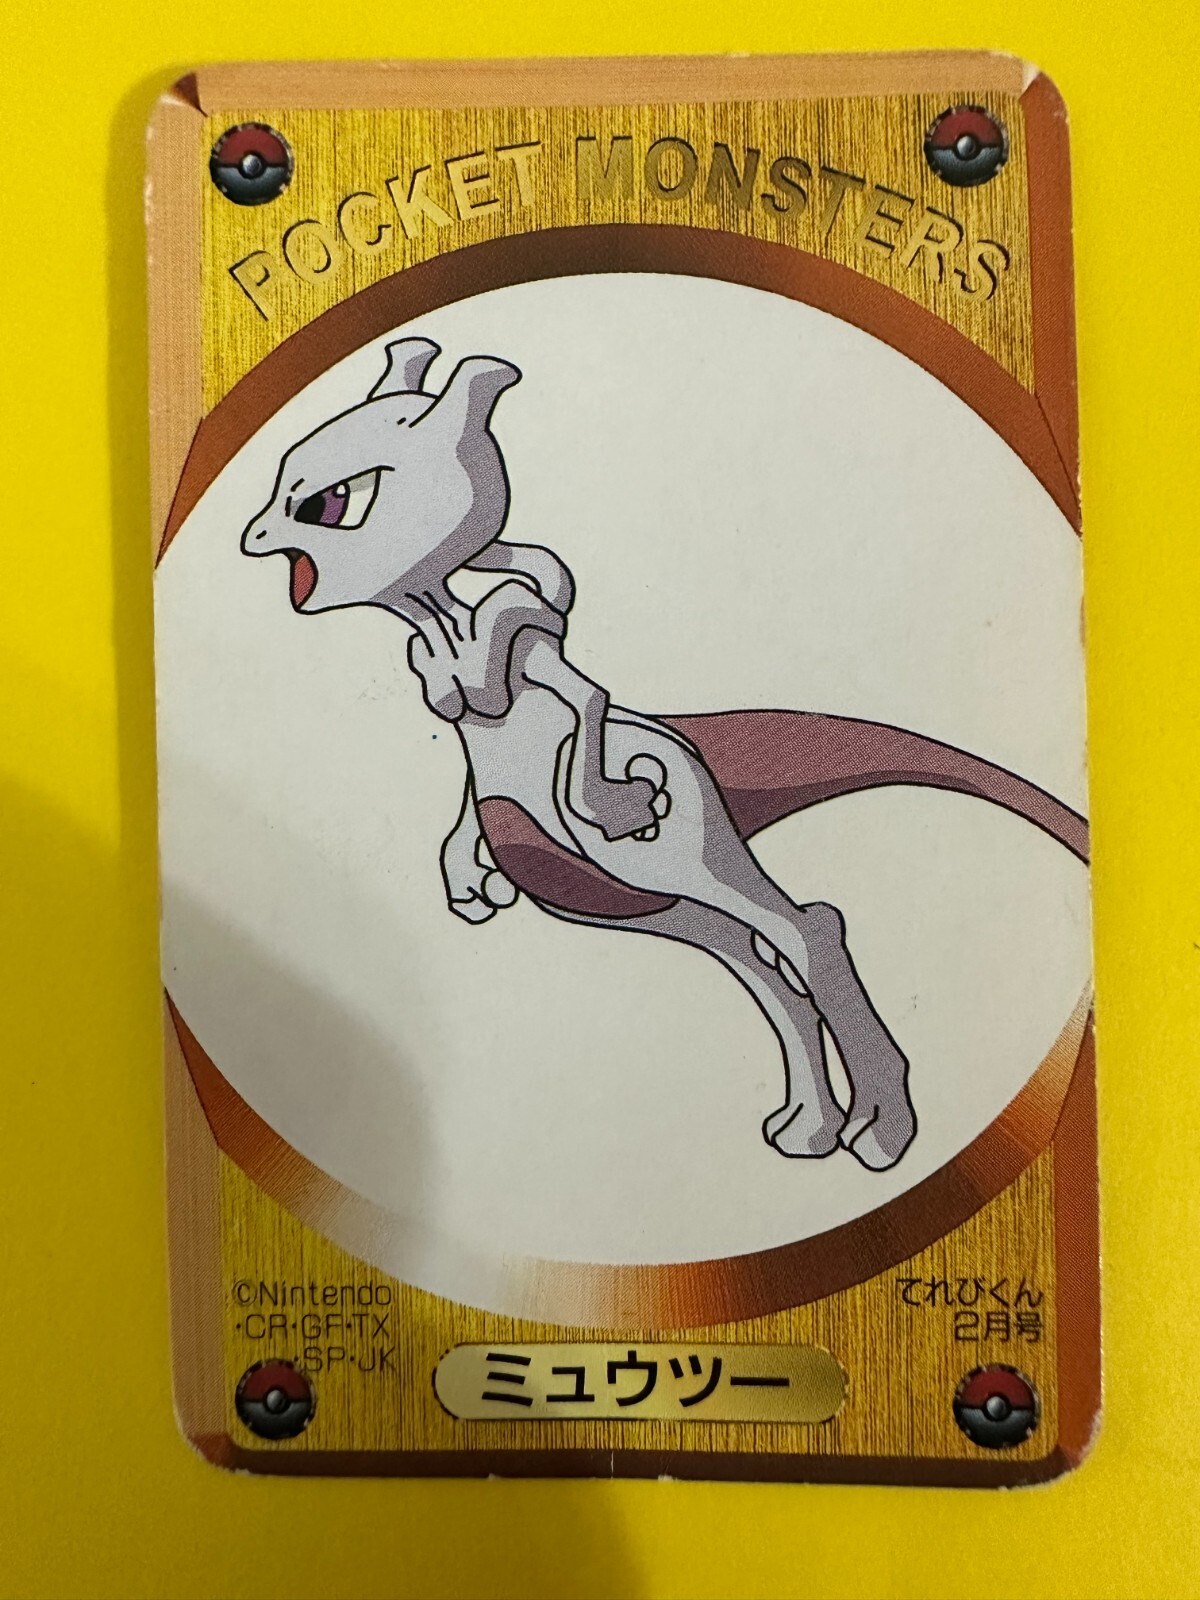 POCKET MONSTERS
©Nintendo
・CR・GF・TX
・SP・JK
てれびくん
2月号
ミュウツー